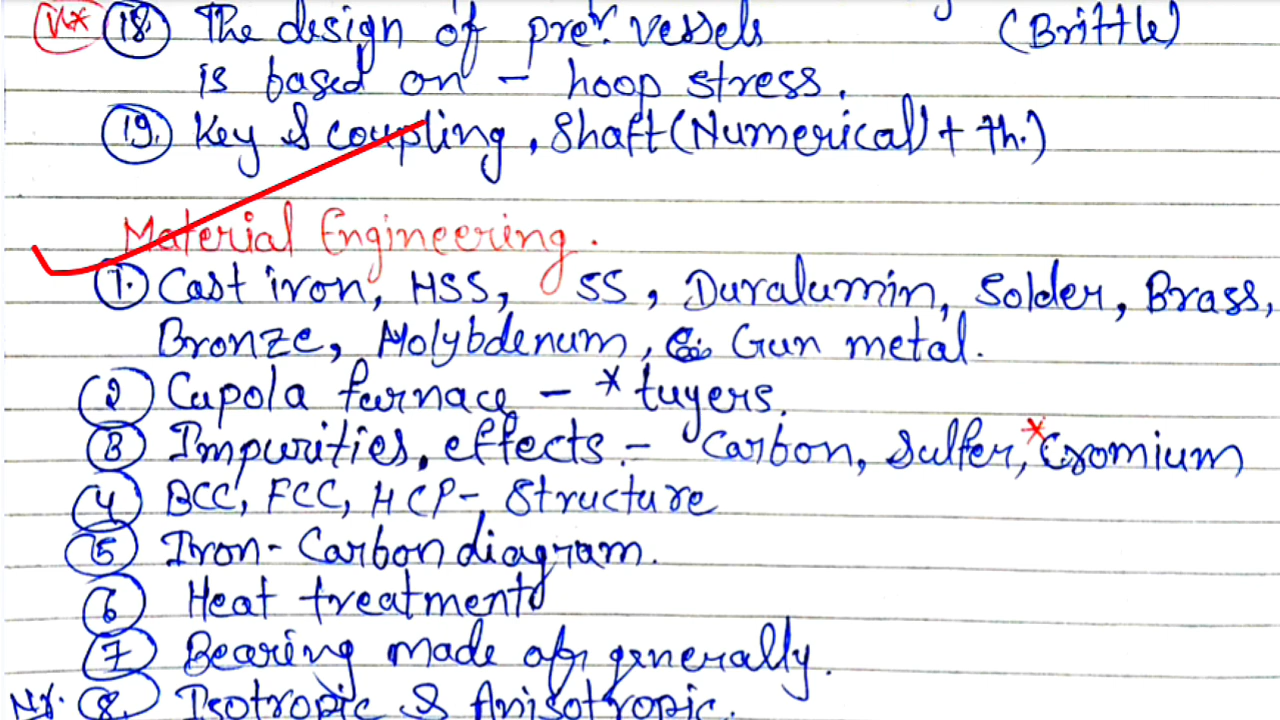 V* 18. The design of prer. vessels (Brittle)
is based on - hoop stress.
19. Key & coupling, Shaft (Numerical + th.)
Material Engineering.
1. Cast iron, HSS, SS, Duralumin, Solder, Brass,
Bronze, Molybdenum, Gun metal.
2 Cupola furnace - * tuyers.
3 Impurities, effects - Carbon, Sulfer, *Cromium
4 BCC, FCC, HCP- Structure
5 Iron-Carbon diagram.
6 Heat treatment
7 Bearing made generally.
8. Isotropic & Anisotropic.